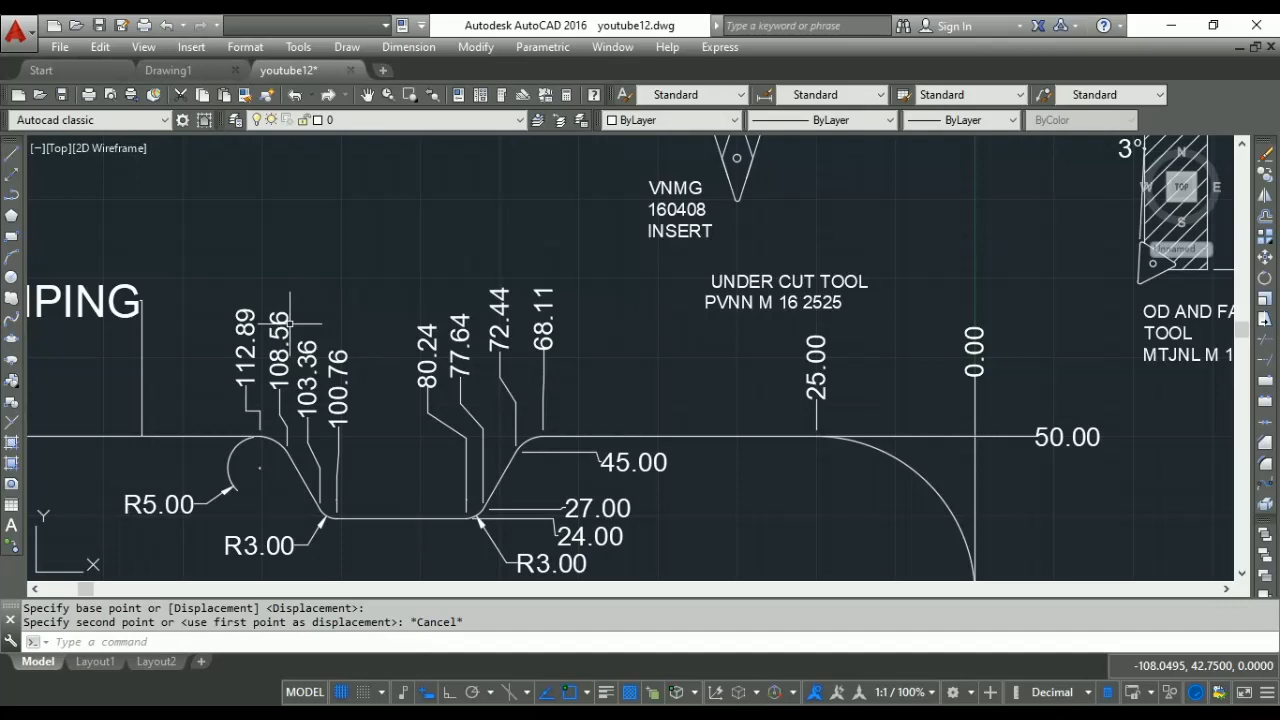 Autodesk AutoCAD 2016 youtube12.dwg
Type a keyword or phrase
Sign In
File Edit View Insert Format Tools Draw Dimension Modify Parametric Window Help Express
Start Drawing1 youtube12*
Standard Standard Standard Standard
Autocad classic
0
ByLayer ByLayer ByLayer ByColor
[−][Top][2D Wireframe]
VNMG
160408
INSERT
3°
N
W TOP E
S
Unnamed
UNDER CUT TOOL
PVNN M 16 2525
OD AND FA
TOOL
MTJNL M 1
IPING
112.89
108.56
103.36
100.76
80.24
77.64
72.44
68.11
25.00
0.00
50.00
45.00
R5.00
27.00
24.00
R3.00
R3.00
Y
X
Specify base point or [Displacement] <Displacement>:
Specify second point or <use first point as displacement>: *Cancel*
Type a command
Model Layout1 Layout2
-108.0495, 42.7500, 0.0000
MODEL
1:1 / 100%
Decimal